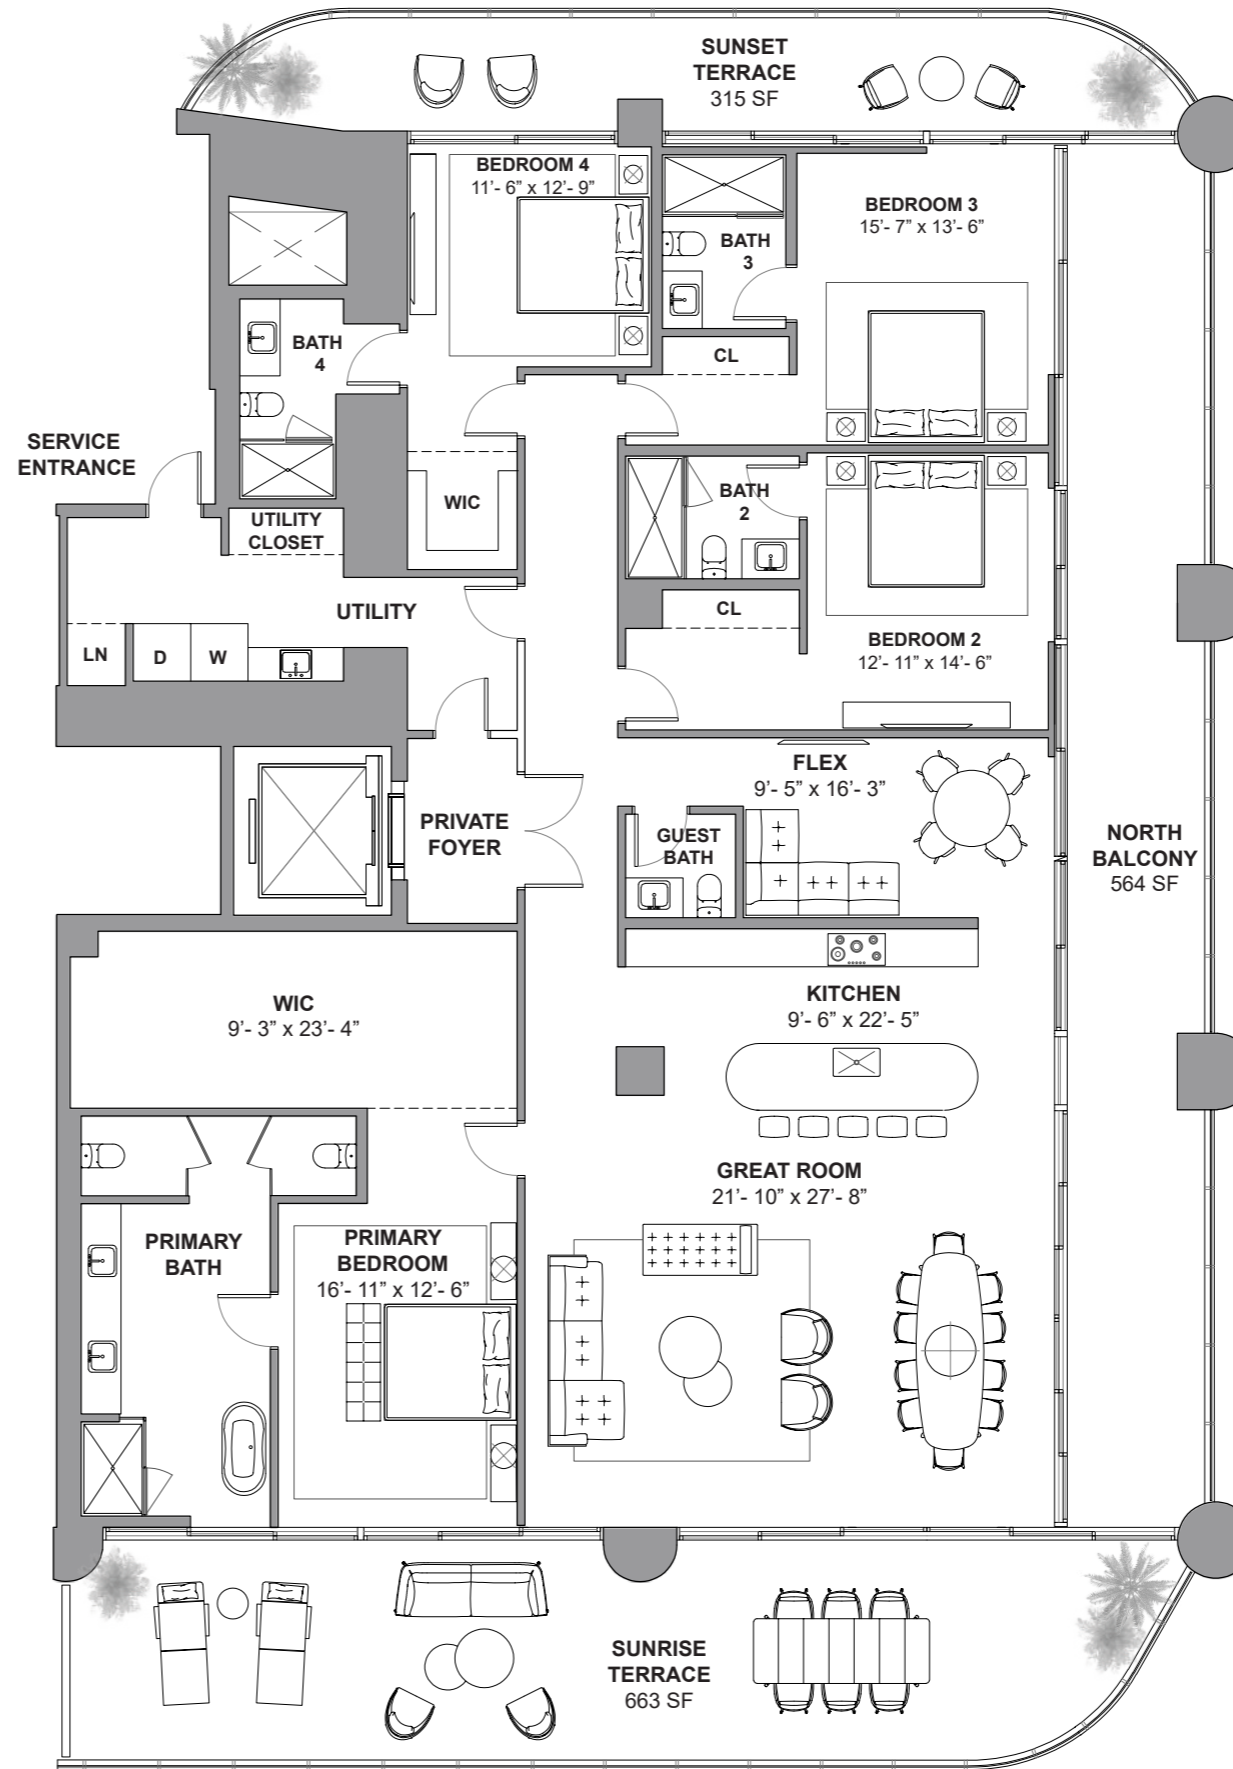 SUNSET
TERRACE
315 SF
BEDROOM 4
11’- 6” x 12’- 9”
BEDROOM 3
15’- 7” x 13’- 6”
BATH
3
BATH
4
CL
SERVICE
ENTRANCE
WIC
BATH
2
UTILITY
CLOSET
UTILITY
CL
LN
D
W
BEDROOM 2
12’- 11” x 14’- 6”
FLEX
9’- 5” x 16’- 3”
PRIVATE
FOYER
GUEST
BATH
NORTH
BALCONY
564 SF
WIC
9’- 3” x 23’- 4”
KITCHEN
9’- 6” x 22’- 5”
GREAT ROOM
21’- 10” x 27’- 8”
PRIMARY
BATH
PRIMARY
BEDROOM
16’- 11” x 12’- 6”
SUNRISE
TERRACE
663 SF